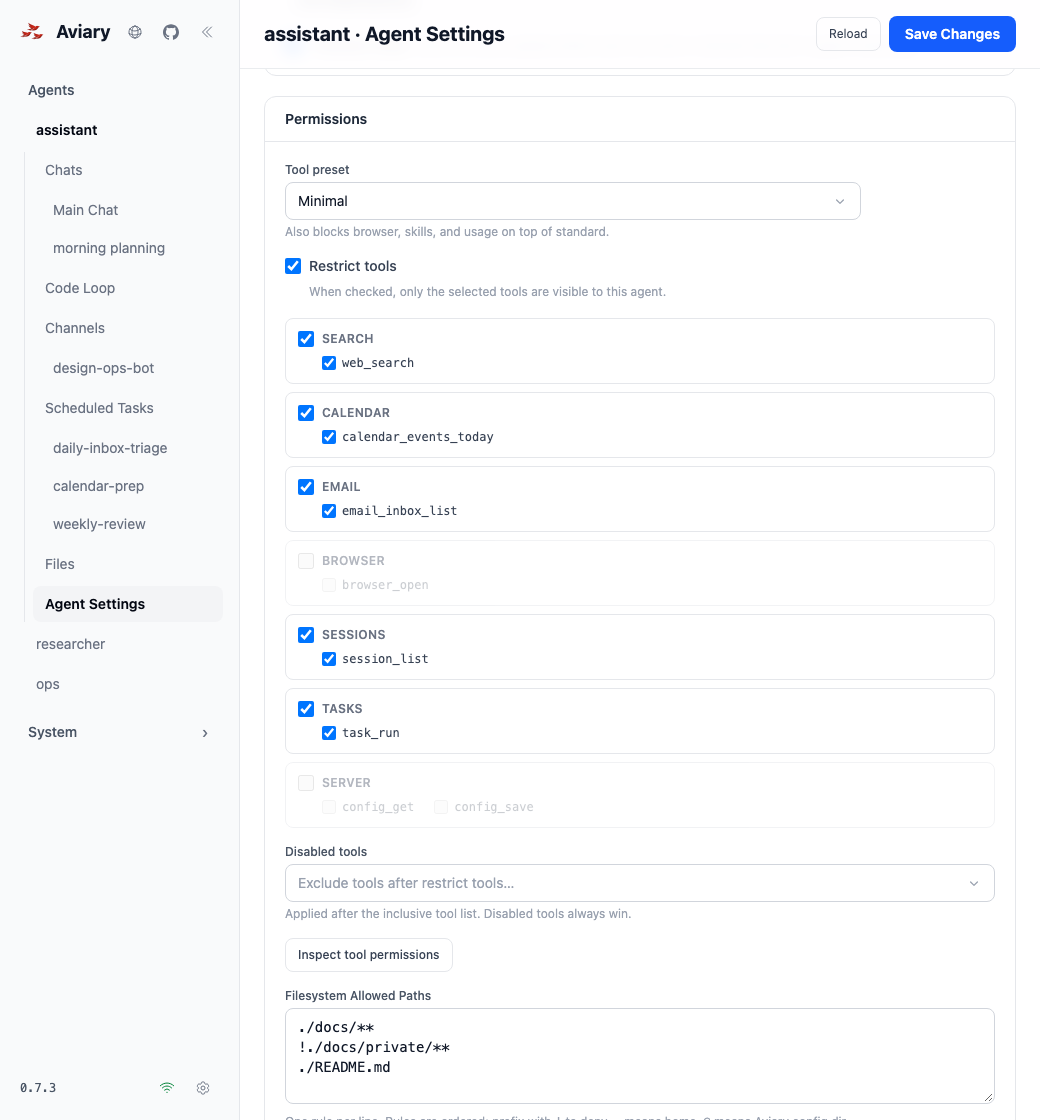 Aviary
Agents
assistant
Chats
Main Chat
morning planning
Code Loop
Channels
design-ops-bot
Scheduled Tasks
daily-inbox-triage
calendar-prep
weekly-review
Files
Agent Settings
researcher
ops
System
0.7.3
assistant · Agent Settings
Reload
Save Changes
Permissions
Tool preset
Minimal
Also blocks browser, skills, and usage on top of standard.
Restrict tools
When checked, only the selected tools are visible to this agent.
SEARCH
web_search
CALENDAR
calendar_events_today
EMAIL
email_inbox_list
BROWSER
browser_open
SESSIONS
session_list
TASKS
task_run
SERVER
config_get config_save
Disabled tools
Exclude tools after restrict tools...
Applied after the inclusive tool list. Disabled tools always win.
Inspect tool permissions
Filesystem Allowed Paths
./docs/**
!./docs/private/**
./README.md